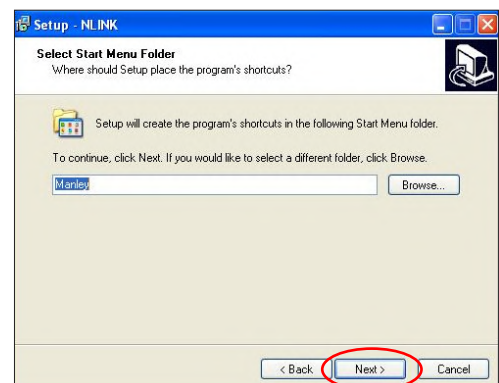 Setup - NLINK
Select Start Menu Folder
Where should Setup place the program's shortcuts?
Setup will create the program's shortcuts in the following Start Menu folder.
To continue, click Next. If you would like to select a different folder, click Browse.
Manley
Browse...
< Back
Next >
Cancel